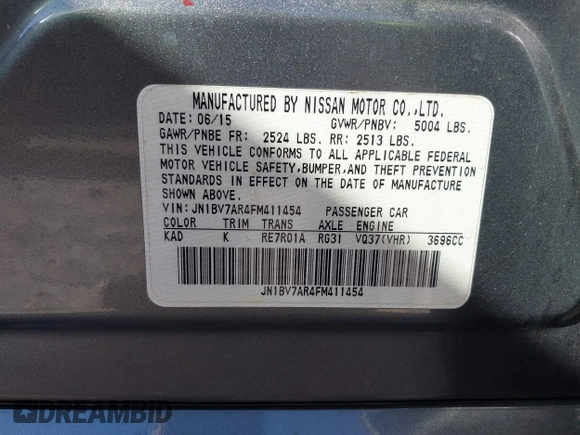 MANUFACTURED BY NISSAN MOTOR CO.,LTD.
DATE: 06/15 GVWR/PNBV: 5004 LBS.
GAWR/PNBE FR: 2524 LBS. RR: 2513 LBS.
THIS VEHICLE CONFORMS TO ALL APPLICABLE FEDERAL
MOTOR VEHICLE SAFETY,BUMPER,AND THEFT PREVENTION
STANDARDS IN EFFECT ON THE DATE OF MANUFACTURE
SHOWN ABOVE.
VIN: JN1BV7AR4FM411454 PASSENGER CAR
COLOR TRIM TRANS AXLE ENGINE
KAD K RE7R01A RG31 VQ37(VHR) 3696CC
JN1BV7AR4FM411454
DREAMBID